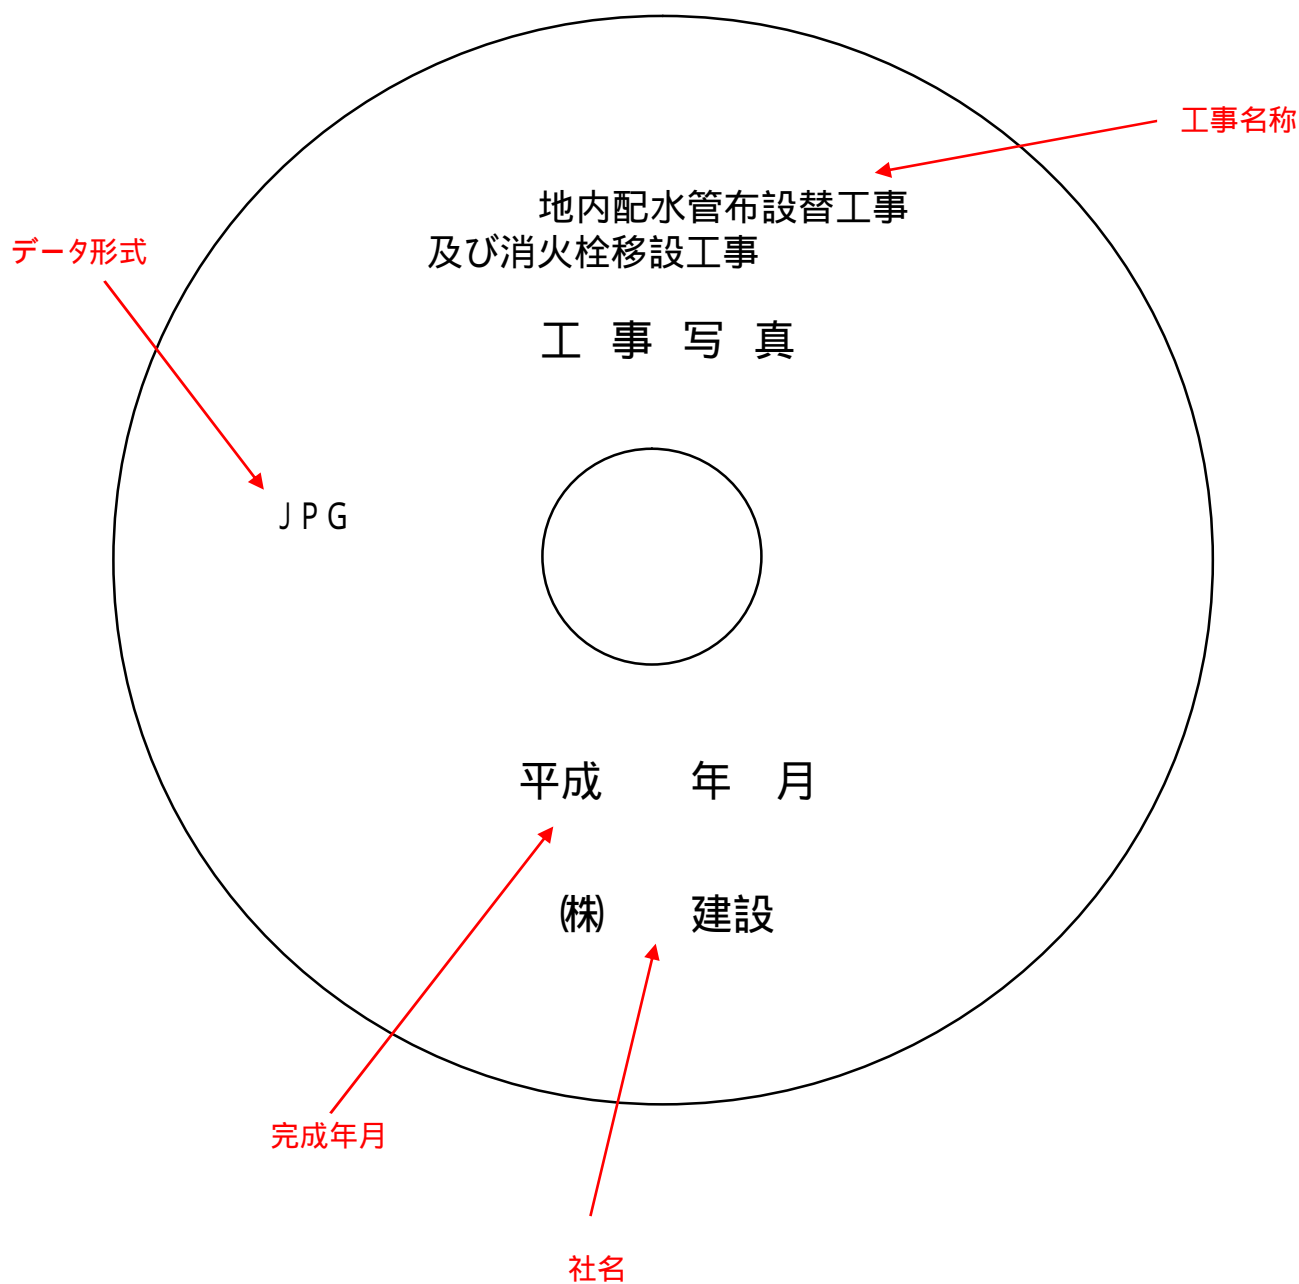 工事名称
地内配水管布設替工事
及び消火栓移設工事
データ形式
工 事 写 真
JPG
平成　　年　月
㈱　　建設
完成年月
社名